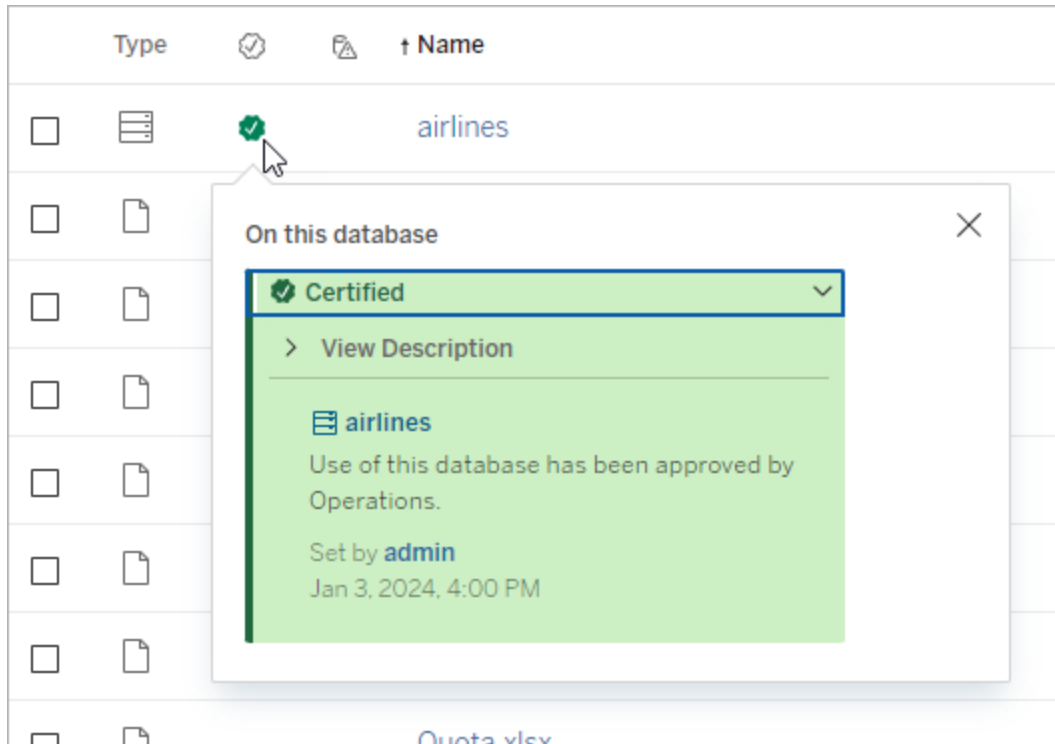 Type Name
airlines
On this database
Certified
View Description
airlines
Use of this database has been approved by
Operations.
Set by admin
Jan 3, 2024, 4:00 PM
Quota.xlsx